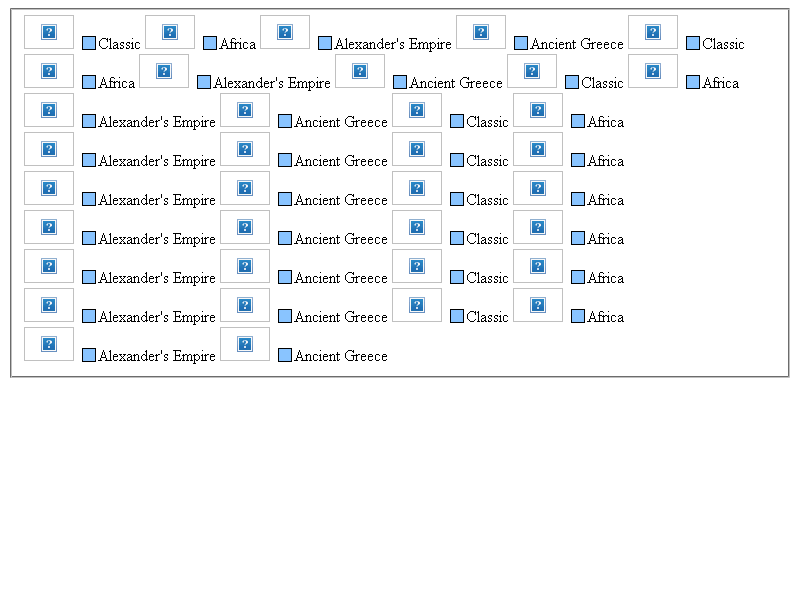 Classic Africa Alexander's Empire Ancient Greece Classic
Africa Alexander's Empire Ancient Greece Classic Africa
Alexander's Empire Ancient Greece Classic Africa
Alexander's Empire Ancient Greece Classic Africa
Alexander's Empire Ancient Greece Classic Africa
Alexander's Empire Ancient Greece Classic Africa
Alexander's Empire Ancient Greece Classic Africa
Alexander's Empire Ancient Greece Classic Africa
Alexander's Empire Ancient Greece